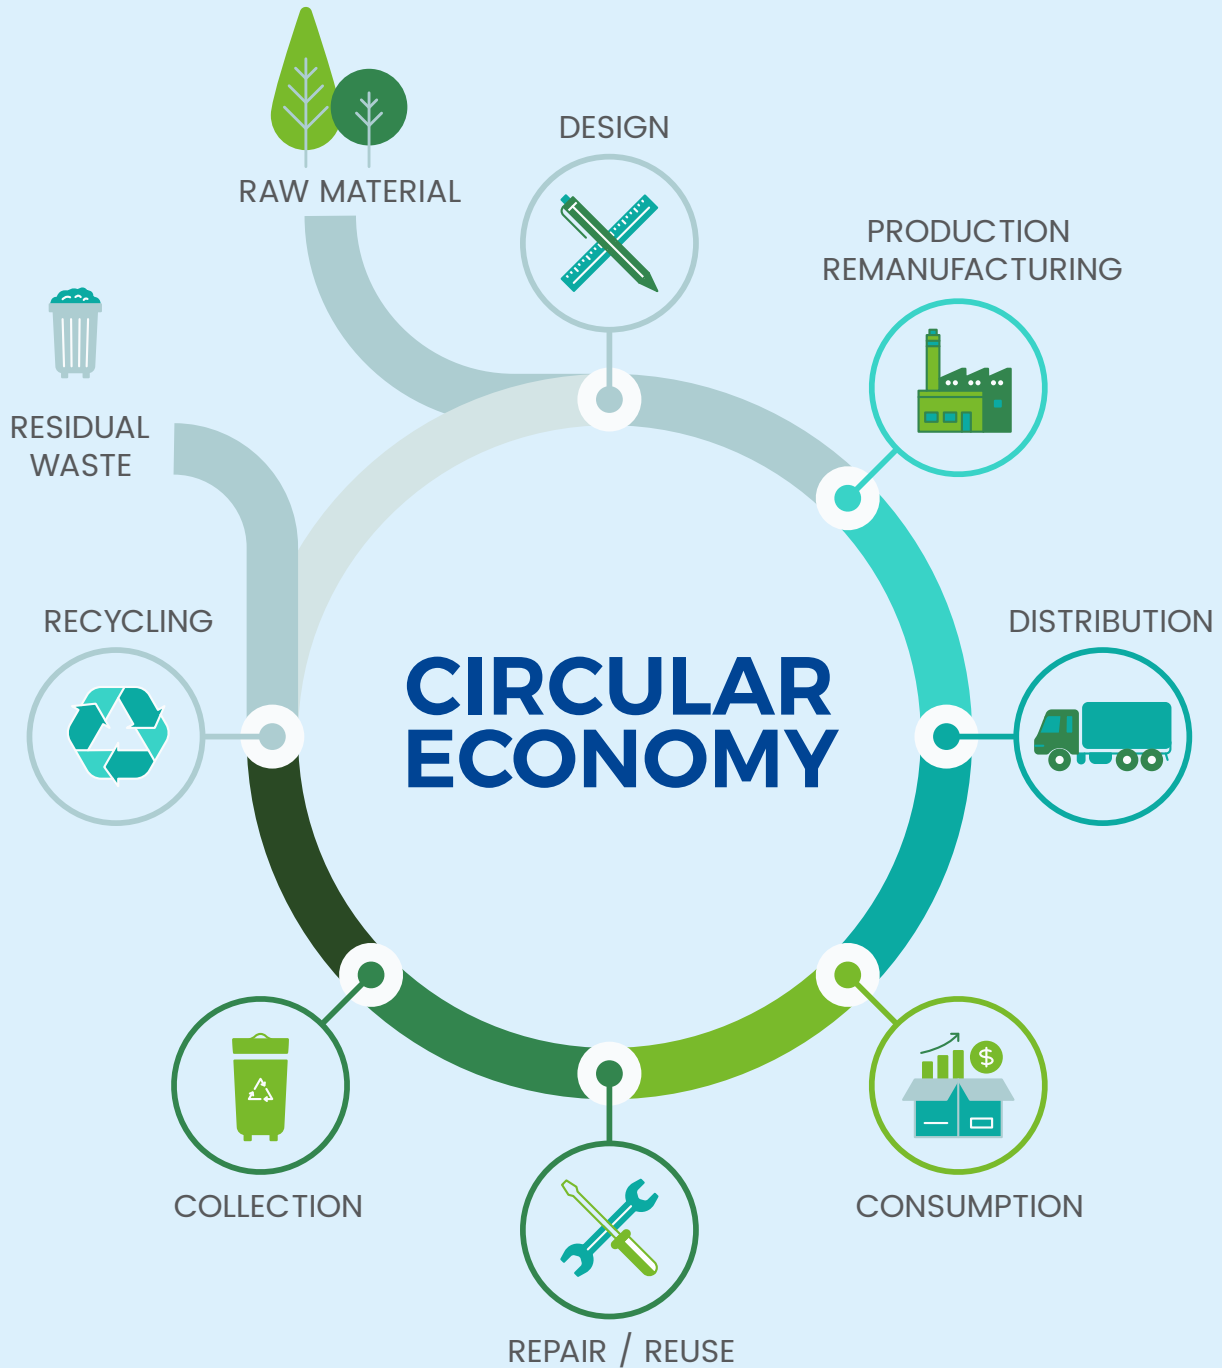 DESIGN
RAW MATERIAL
PRODUCTION
REMANUFACTURING
RESIDUAL
WASTE
RECYCLING
DISTRIBUTION
CIRCULAR
ECONOMY
$
COLLECTION
CONSUMPTION
REPAIR / REUSE